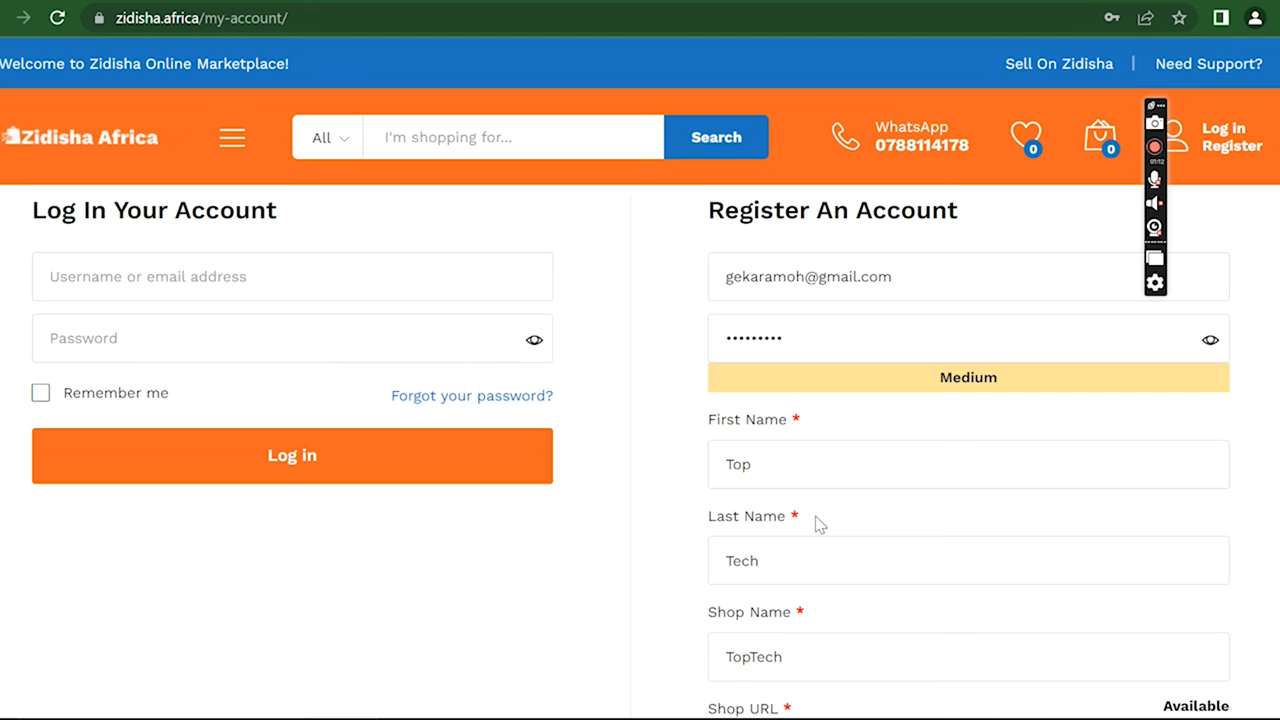 zidisha.africa/my-account/
Welcome to Zidisha Online Marketplace!
Sell On Zidisha
Need Support?
Zidisha Africa
All
I'm shopping for...
Search
WhatsApp
0788114178
0
0
Log in
Register
01:12
Log In Your Account
Username or email address
Password
Remember me
Forgot your password?
Log in
Register An Account
gekaramoh@gmail.com
•••••••••
Medium
First Name *
Top
Last Name *
Tech
Shop Name *
TopTech
Shop URL *
Available